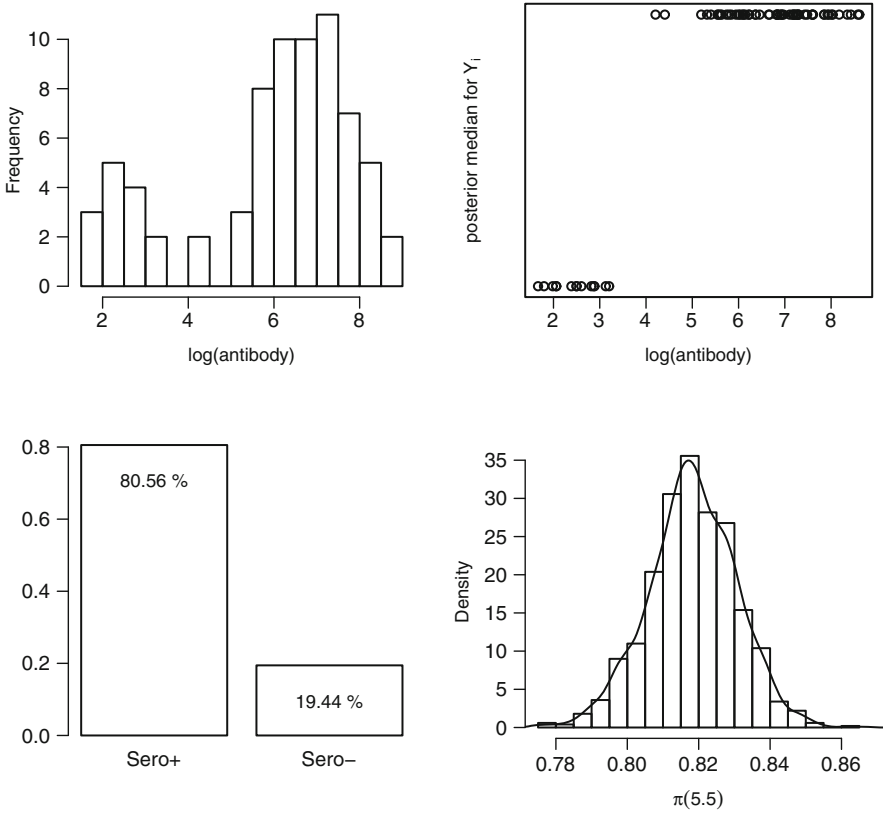 10
8
6
4
2
0
Frequency
2 4 6 8
log(antibody)
posterior median for Yi
2 3 4 5 6 7 8
log(antibody)
0.8
0.6
0.4
0.2
0.0
80.56 %
19.44 %
Sero+ Sero−
35
30
25
20
15
10
5
0
Density
0.78 0.80 0.82 0.84 0.86
π(5.5)